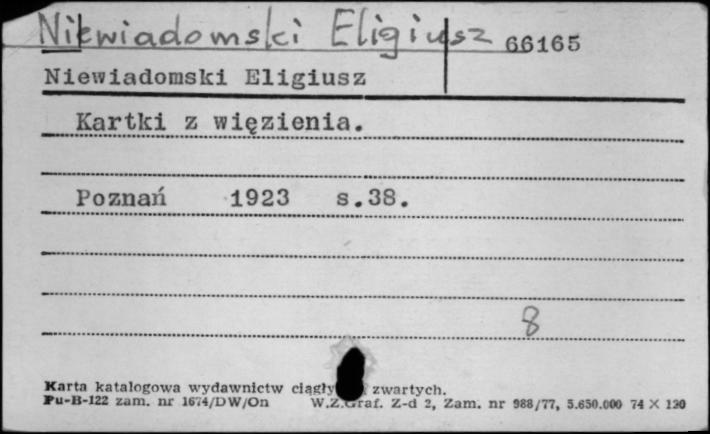 Niewiadomski Eligiusz 66165
Niewiadomski Eligiusz
Kartki z więzienia.
Poznań 1923 s.38.
8
Karta katalogowa wydawnictw ciągły zwartych.
Pu-B-122 zam. nr 1674/DW/On W.Z.Graf. Z-d 2, Zam. nr 988/77, 5.650.000 74 X 120